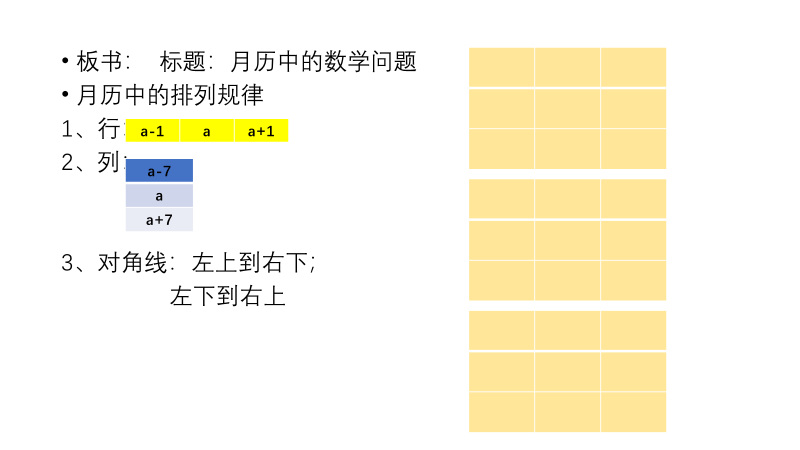 • 板书： 标题：月历中的数学问题
• 月历中的排列规律
1、行：
a-1 a a+1
2、列：
a-7
a
a+7
3、对角线：左上到右下；
左下到右上